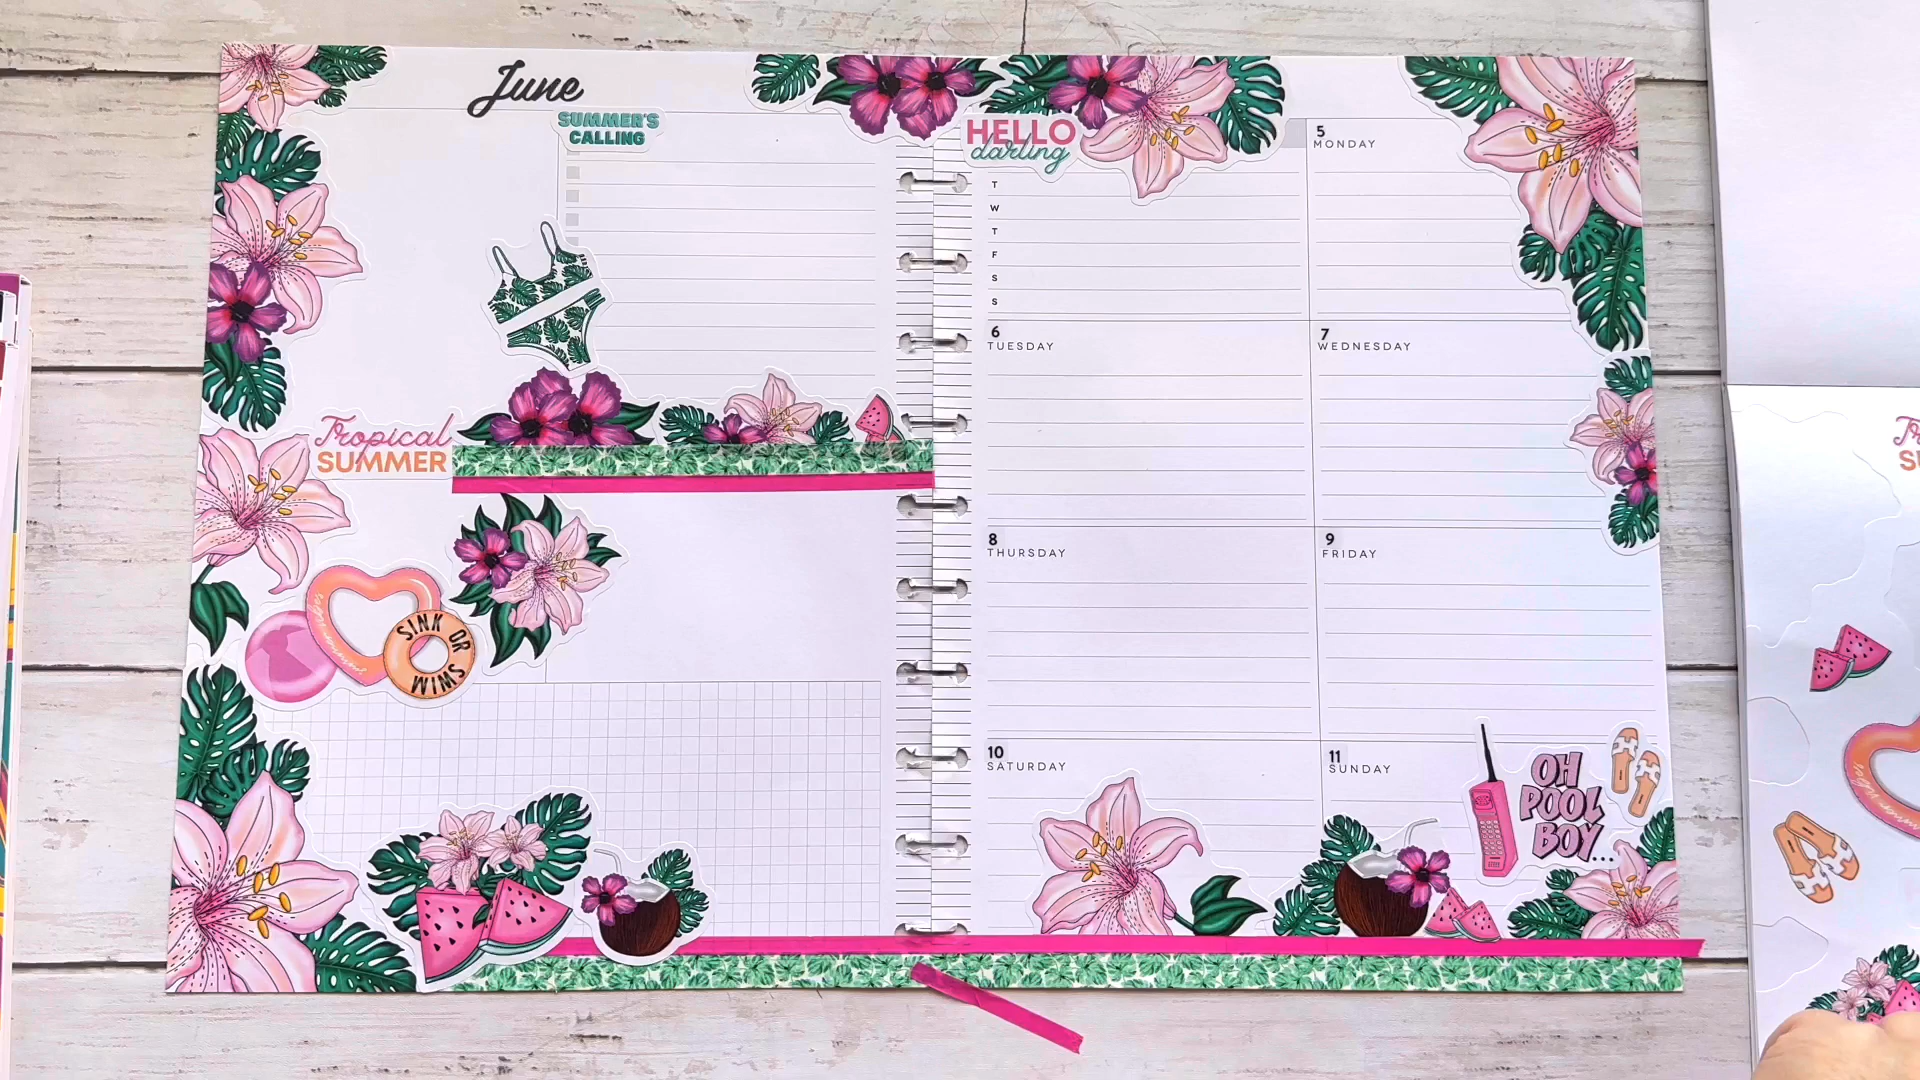 June
SUMMER'S
CALLING
Tropical
SUMMER
SINK OR
SWIM
HELLO
darling
T
W
T
F
S
S
5
MONDAY
6
TUESDAY
7
WEDNESDAY
8
THURSDAY
9
FRIDAY
10
SATURDAY
11
SUNDAY
OH
POOL
BOY...